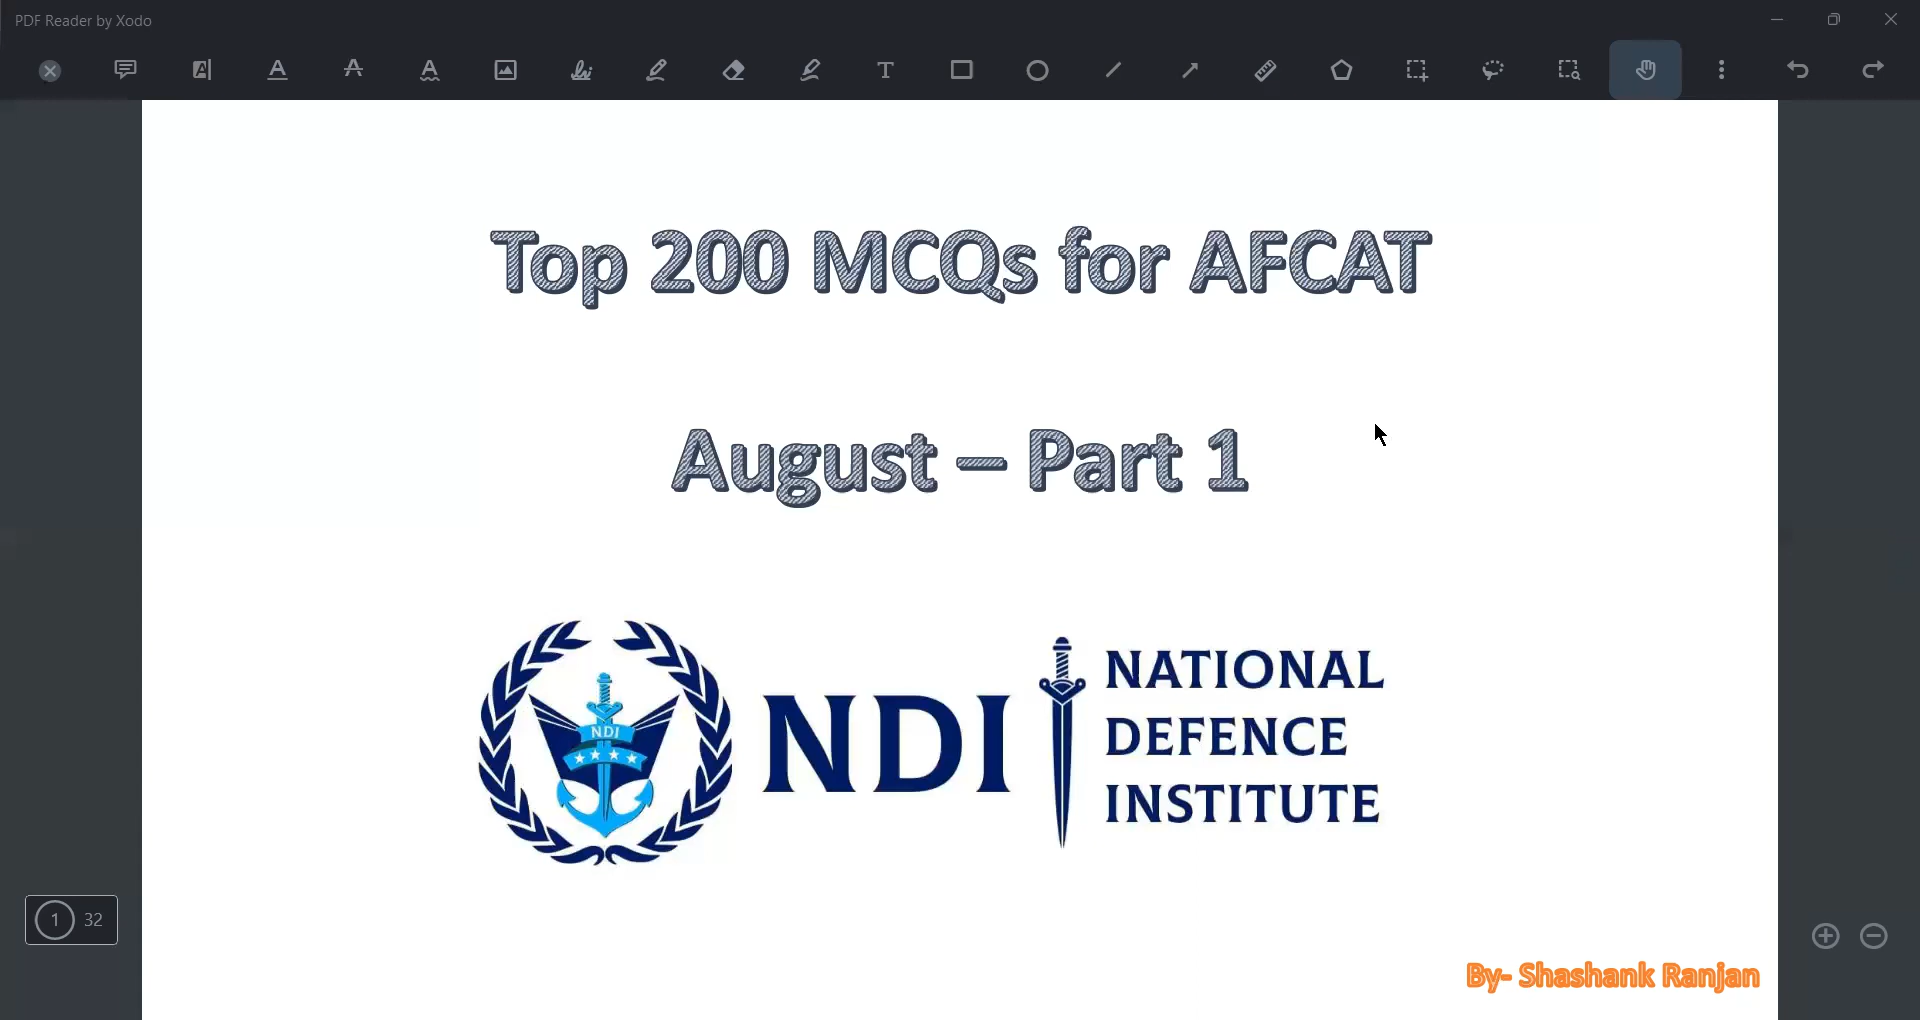 PDF Reader by Xodo
Top 200 MCQs for AFCAT
August – Part 1
NDI
NDI
NATIONAL
DEFENCE
INSTITUTE
1 32
By- Shashank Ranjan